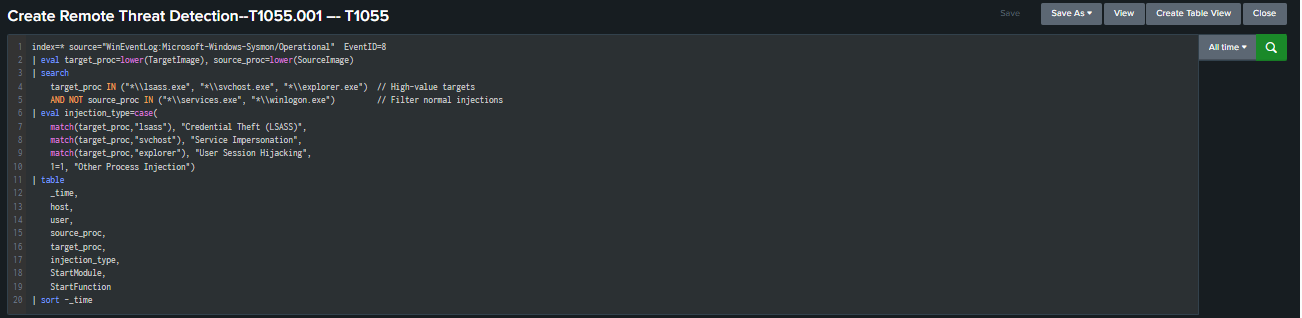 Create Remote Threat Detection--T1055.001 –- T1055
Save
Save As
View
Create Table View
Close
1 index=* source="WinEventLog:Microsoft-Windows-Sysmon/Operational"  EventID=8
All time
2 | eval target_proc=lower(TargetImage), source_proc=lower(SourceImage)
3 | search
4     target_proc IN ("*\\lsass.exe", "*\\svchost.exe", "*\\explorer.exe")  // High-value targets
5     AND NOT source_proc IN ("*\\services.exe", "*\\winlogon.exe")         // Filter normal injections
6 | eval injection_type=case(
7     match(target_proc,"lsass"), "Credential Theft (LSASS)",
8     match(target_proc,"svchost"), "Service Impersonation",
9     match(target_proc,"explorer"), "User Session Hijacking",
10     1=1, "Other Process Injection")
11 | table
12     _time,
13     host,
14     user,
15     source_proc,
16     target_proc,
17     injection_type,
18     StartModule,
19     StartFunction
20 | sort -_time